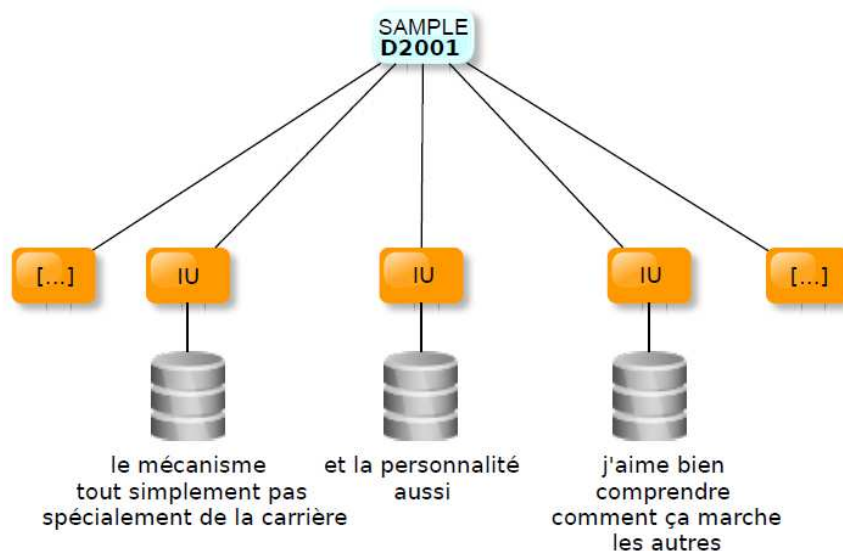 SAMPLE
D2001
[...]
IU
IU
IU
[...]
le mécanisme
tout simplement pas
spécialement de la carrière
et la personnalité
aussi
j'aime bien
comprendre
comment ça marche
les autres